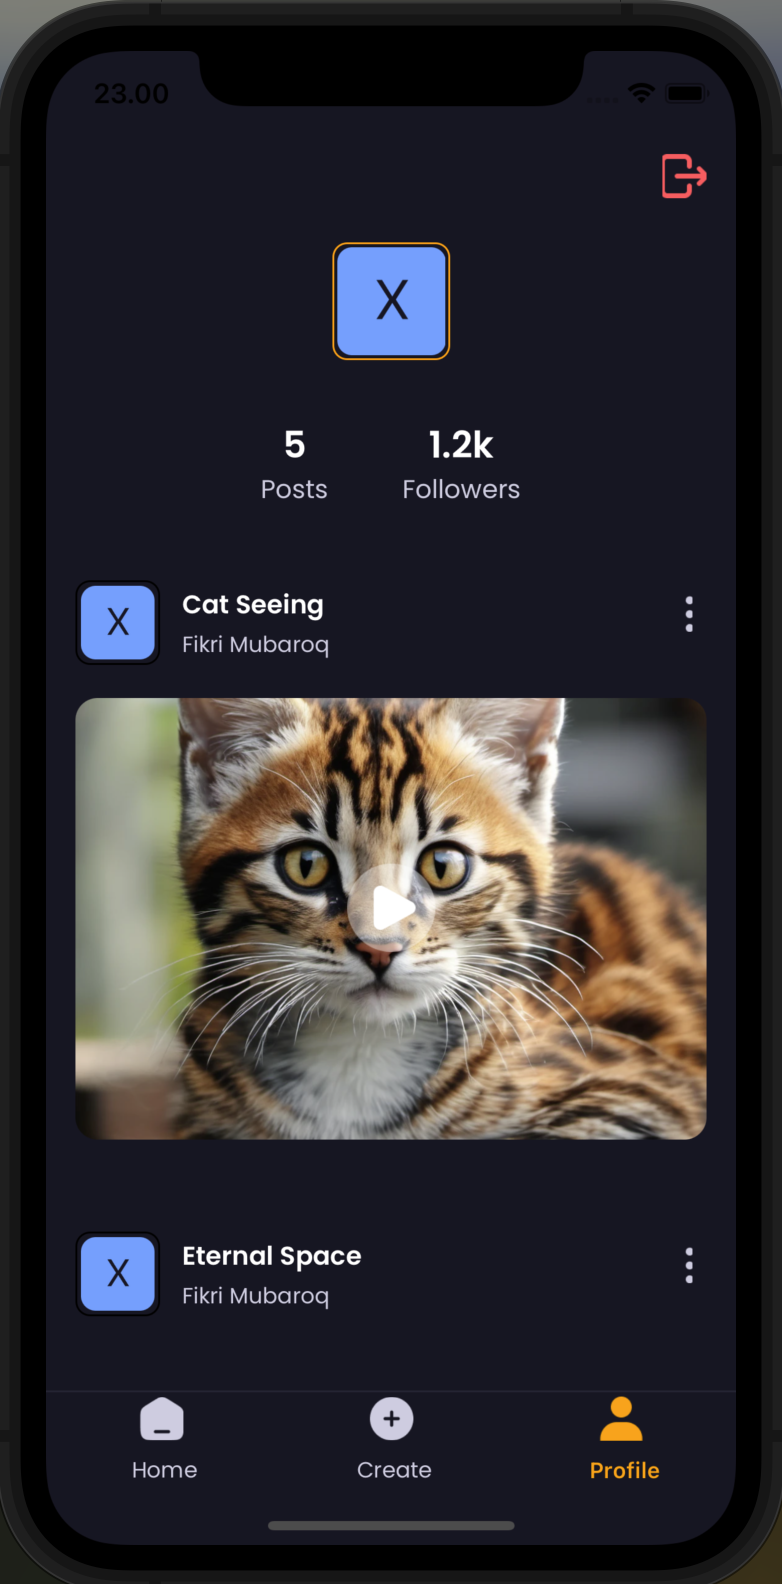 23.00
X
5 1.2k
Posts Followers
X
Cat Seeing
Fikri Mubaroq
X
Eternal Space
Fikri Mubaroq
Home Create Profile